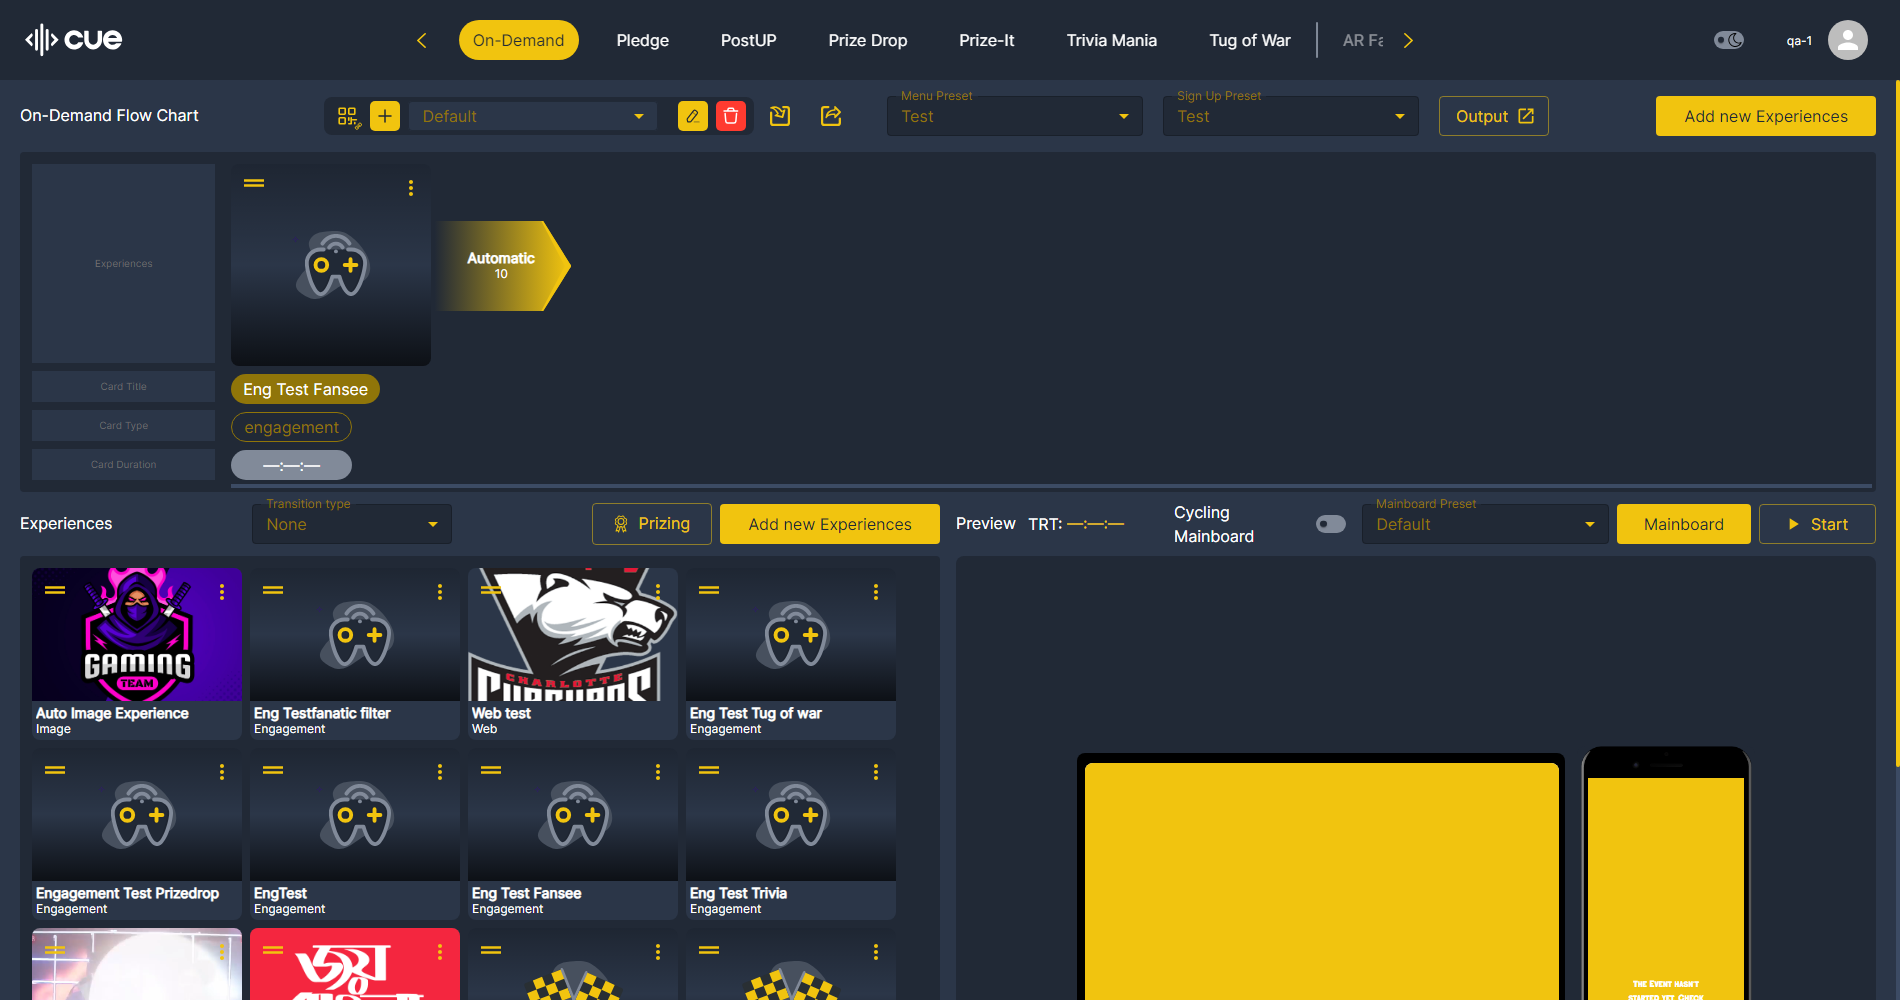 cue
On-Demand
Pledge
PostUP
Prize Drop
Prize-It
Trivia Mania
Tug of War
AR Fa
qa-1
On-Demand Flow Chart
Default
Menu Preset
Test
Sign Up Preset
Test
Output
Add new Experiences
Experiences
Automatic
10
Card Title
Eng Test Fansee
Card Type
engagement
Card Duration
—:—:—
Experiences
Transition type
None
Prizing
Add new Experiences
Preview
TRT: —:—:—
Cycling
Mainboard
Mainboard Preset
Default
Mainboard
Start
GAMING
TEAM
CHARLOTTE
Auto Image Experience
Image
Eng Testfanatic filter
Engagement
Web test
Web
Eng Test Tug of war
Engagement
Engagement Test Prizedrop
Engagement
EngTest
Engagement
Eng Test Fansee
Engagement
Eng Test Trivia
Engagement
জয়
The Event hasn't
started yet. Check